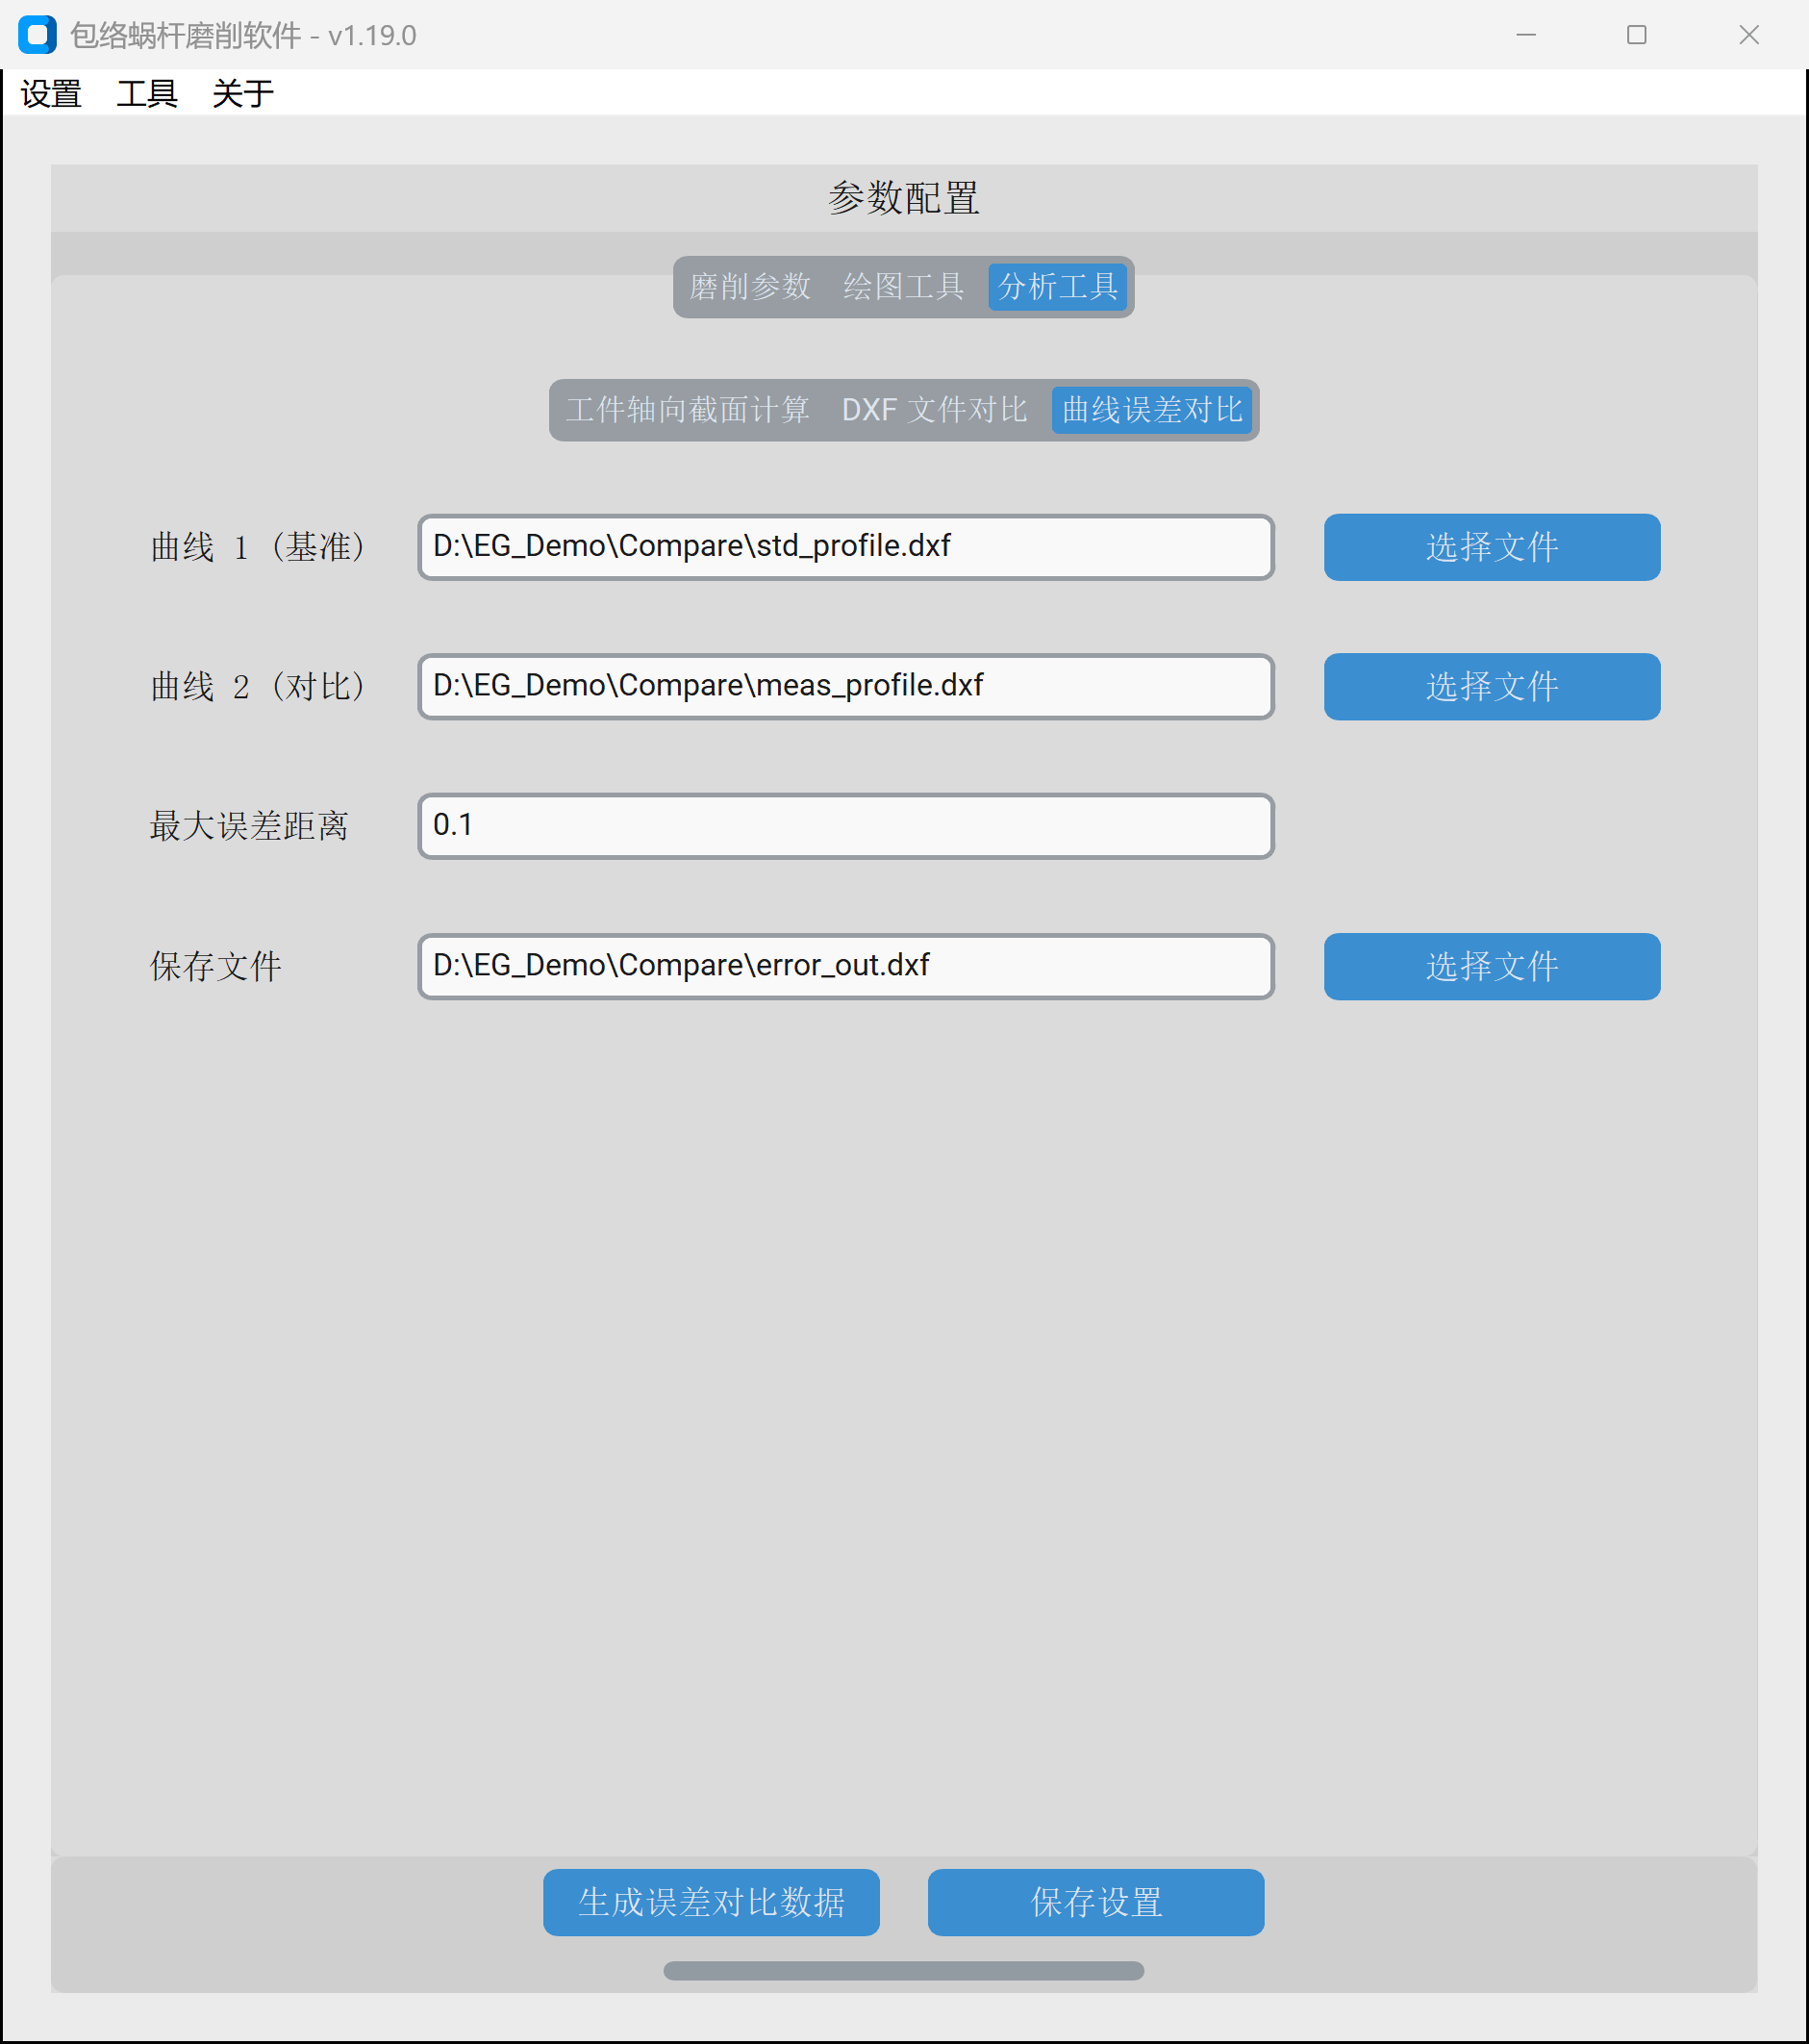 包络蜗杆磨削软件 - v1.19.0
设置 工具 关于
参数配置
磨削参数 绘图工具 分析工具
工件轴向截面计算 DXF 文件对比 曲线误差对比
曲线 1 (基准) D:\EG_Demo\Compare\std_profile.dxf 选择文件
曲线 2 (对比) D:\EG_Demo\Compare\meas_profile.dxf 选择文件
最大误差距离 0.1
保存文件 D:\EG_Demo\Compare\error_out.dxf 选择文件
生成误差对比数据 保存设置